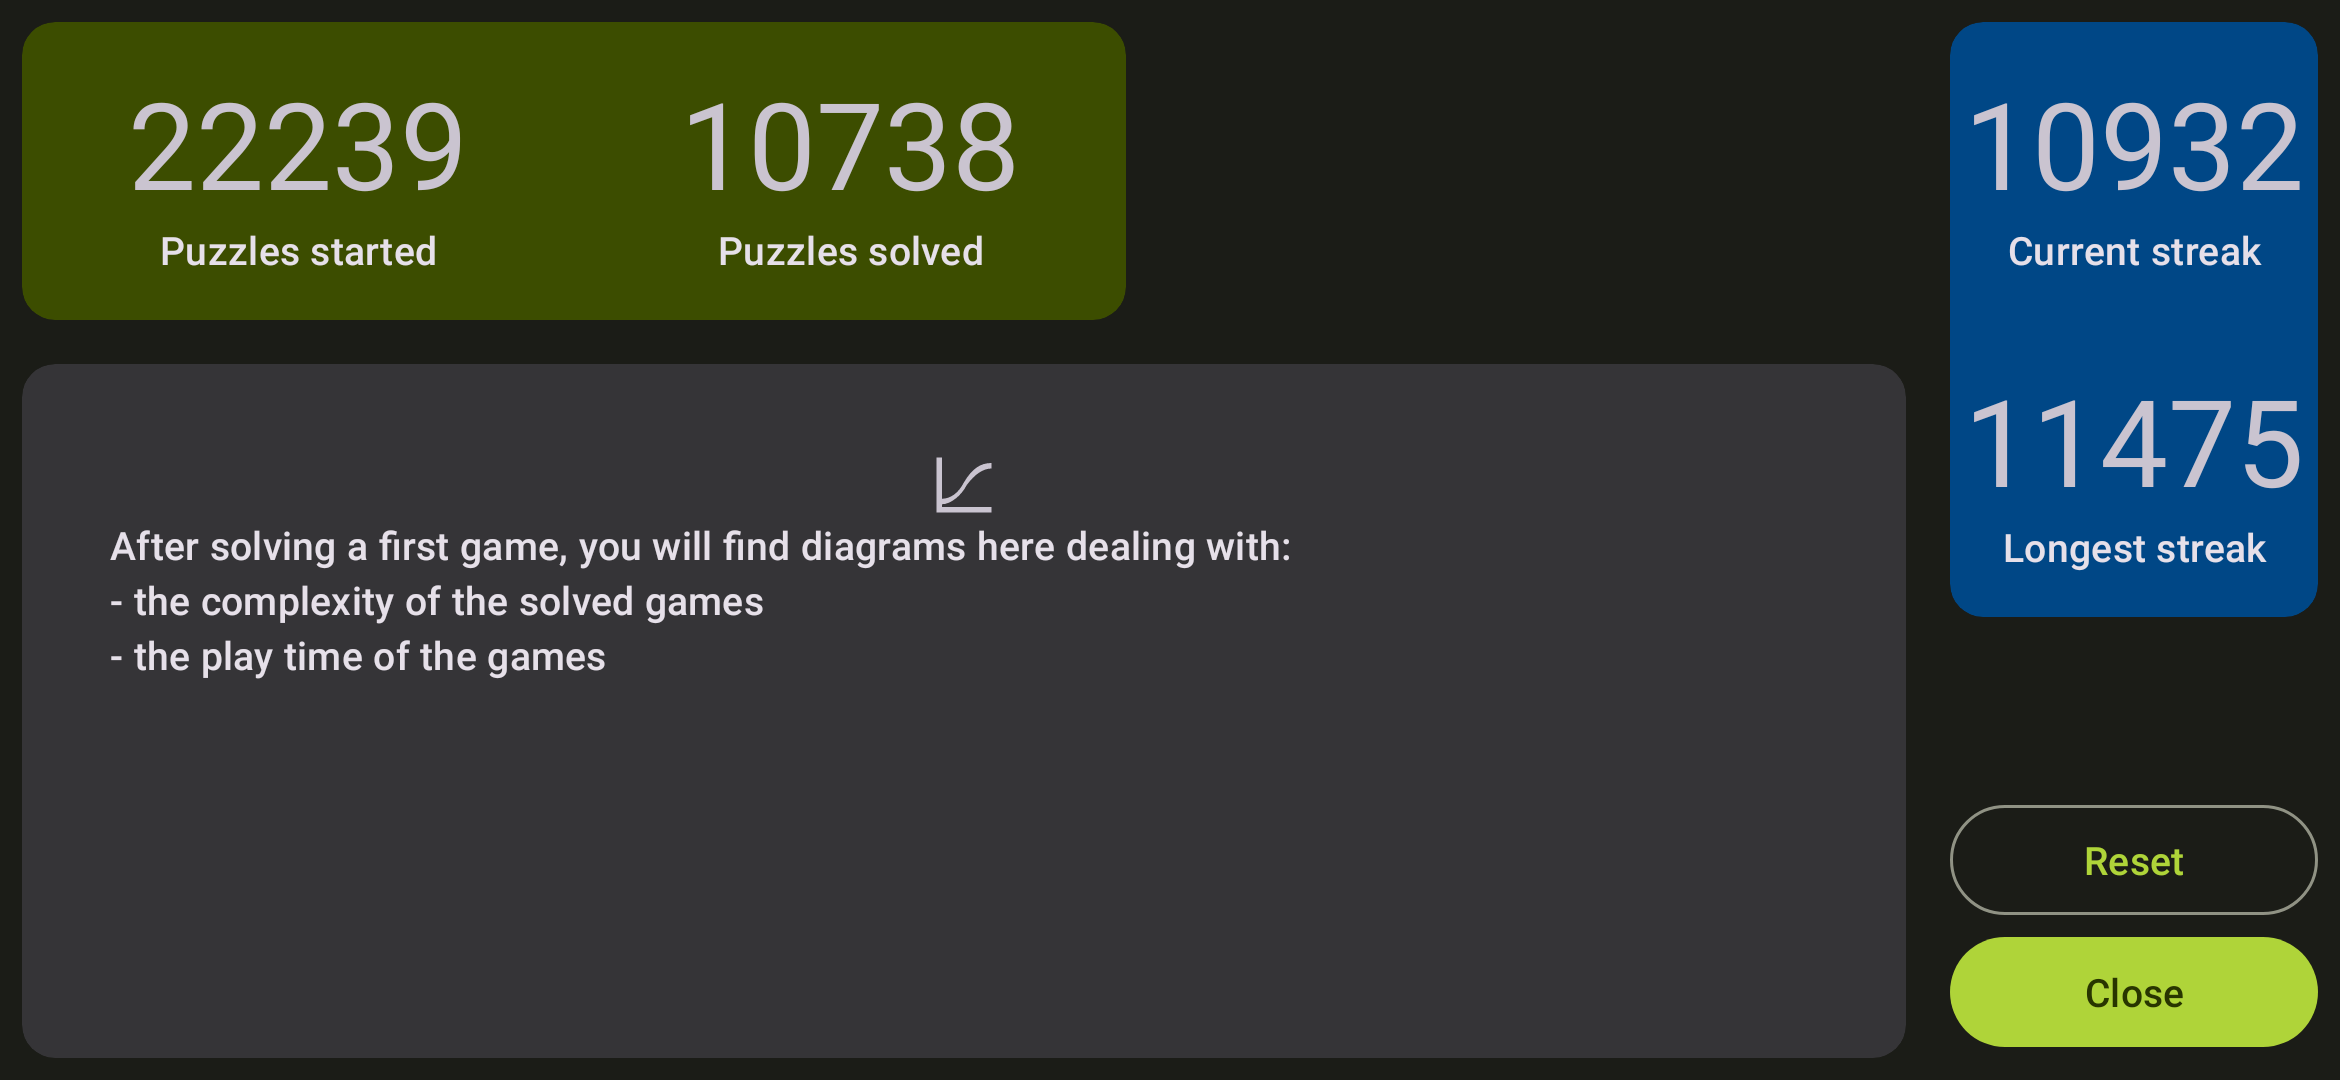 22239
Puzzles started
10738
Puzzles solved
10932
Current streak
11475
Longest streak
After solving a first game, you will find diagrams here dealing with:
- the complexity of the solved games
- the play time of the games
Reset
Close